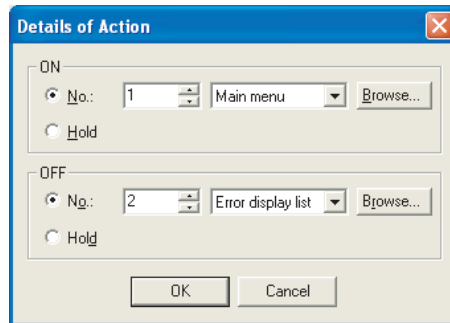 Details of Action
ON
No.: 1 Main menu Browse...
Hold
OFF
No.: 2 Error display list Browse...
Hold
OK Cancel